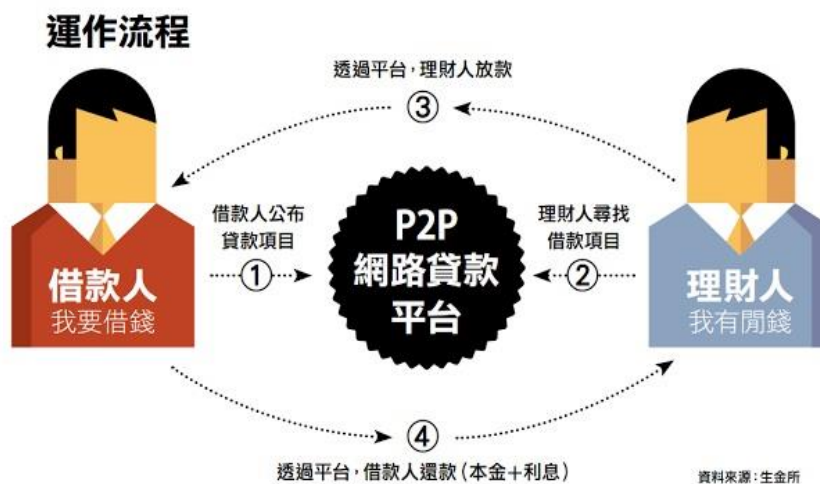 運作流程
透過平台，理財人放款
③
借款人公布
貸款項目
①
P2P
網路貸款
平台
理財人尋找
借款項目
②
借款人
我要借錢
理財人
我有閒錢
④
透過平台，借款人還款（本金＋利息）
資料來源：生金所